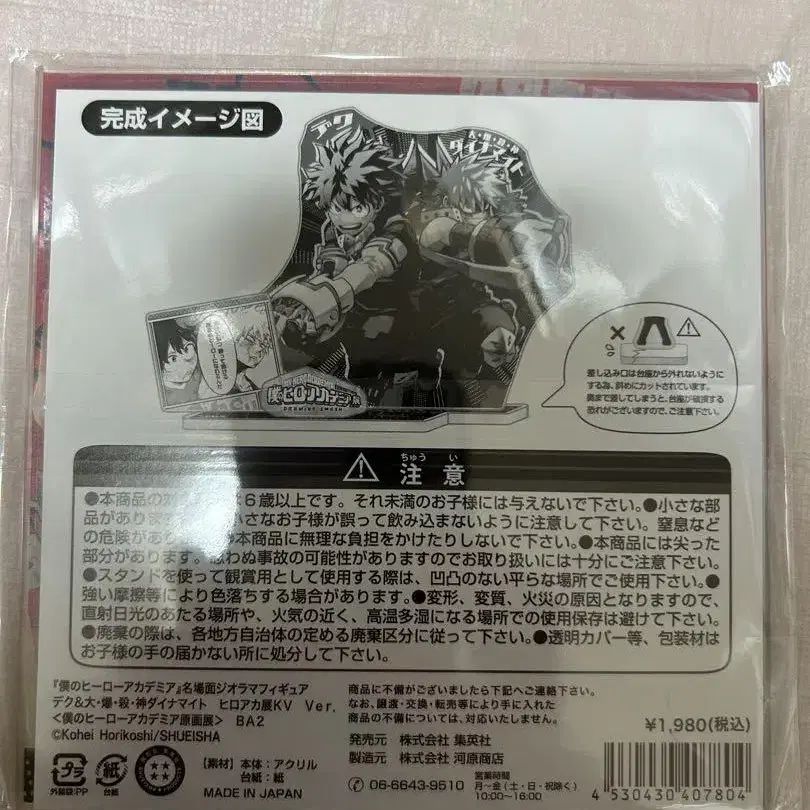 完成イメージ図
デク
大・爆・殺・神
ダイナマイト
僕のヒーローアカデミア展
DRAWING SMASH
差し込み口は台座から外れないように
する為、斜めにカットされています。
奥まで差してしまうと、台座が破損する
恐れがございますので、ご注意下さい。
ちゅう い
注意
●本商品の対 は6歳以上です。それ未満のお子様には与えないで下さい。●小さな部
品がありま 小さなお子様が誤って飲み込まないように注意して下さい。窒息など
の危険があり 本商品に無理な負担をかけたりしないで下さい。●本商品には尖った
部分があります。思わぬ事故の可能性がありますのでお取り扱いには十分にご注意下さい。
●スタンドを使って観賞用として使用する際は、凹凸のない平らな場所でご使用下さい。●
強い摩擦等により色落ちする場合があります。●変形、変質、火災の原因となりますので、
直射日光のあたる場所や、火気の近く、高温多湿になる場所での使用保存は避けて下さい。
●廃棄の際は、各地方自治体の定める廃棄区分に従って下さい。●透明カバー等、包装材は
お子様の手の届かない所に処分して下さい。
『僕のヒーローアカデミア』名場面ジオラマフィギュア
デク&大・爆・殺・神ダイナマイト ヒロアカ展KV Ver.
<僕のヒーローアカデミア原画展> BA2
©Kohei Horikoshi/SHUEISHA
商品に不備がございましたら下記へご連絡下さい。
なお、譲渡・交換・転売等により手に入れた
商品の不備については、対応いたしません。
¥1,980(税込)
発売元 株式会社 集英社
製造元 株式会社 河原商店
プラ
外装袋:PP
紙
台紙
【素材】本体:アクリル
台紙:紙
MADE IN JAPAN
06-6643-9510
営業時間
月〜金(土・日・祝除く)
10:00〜16:00
4 530430 407804